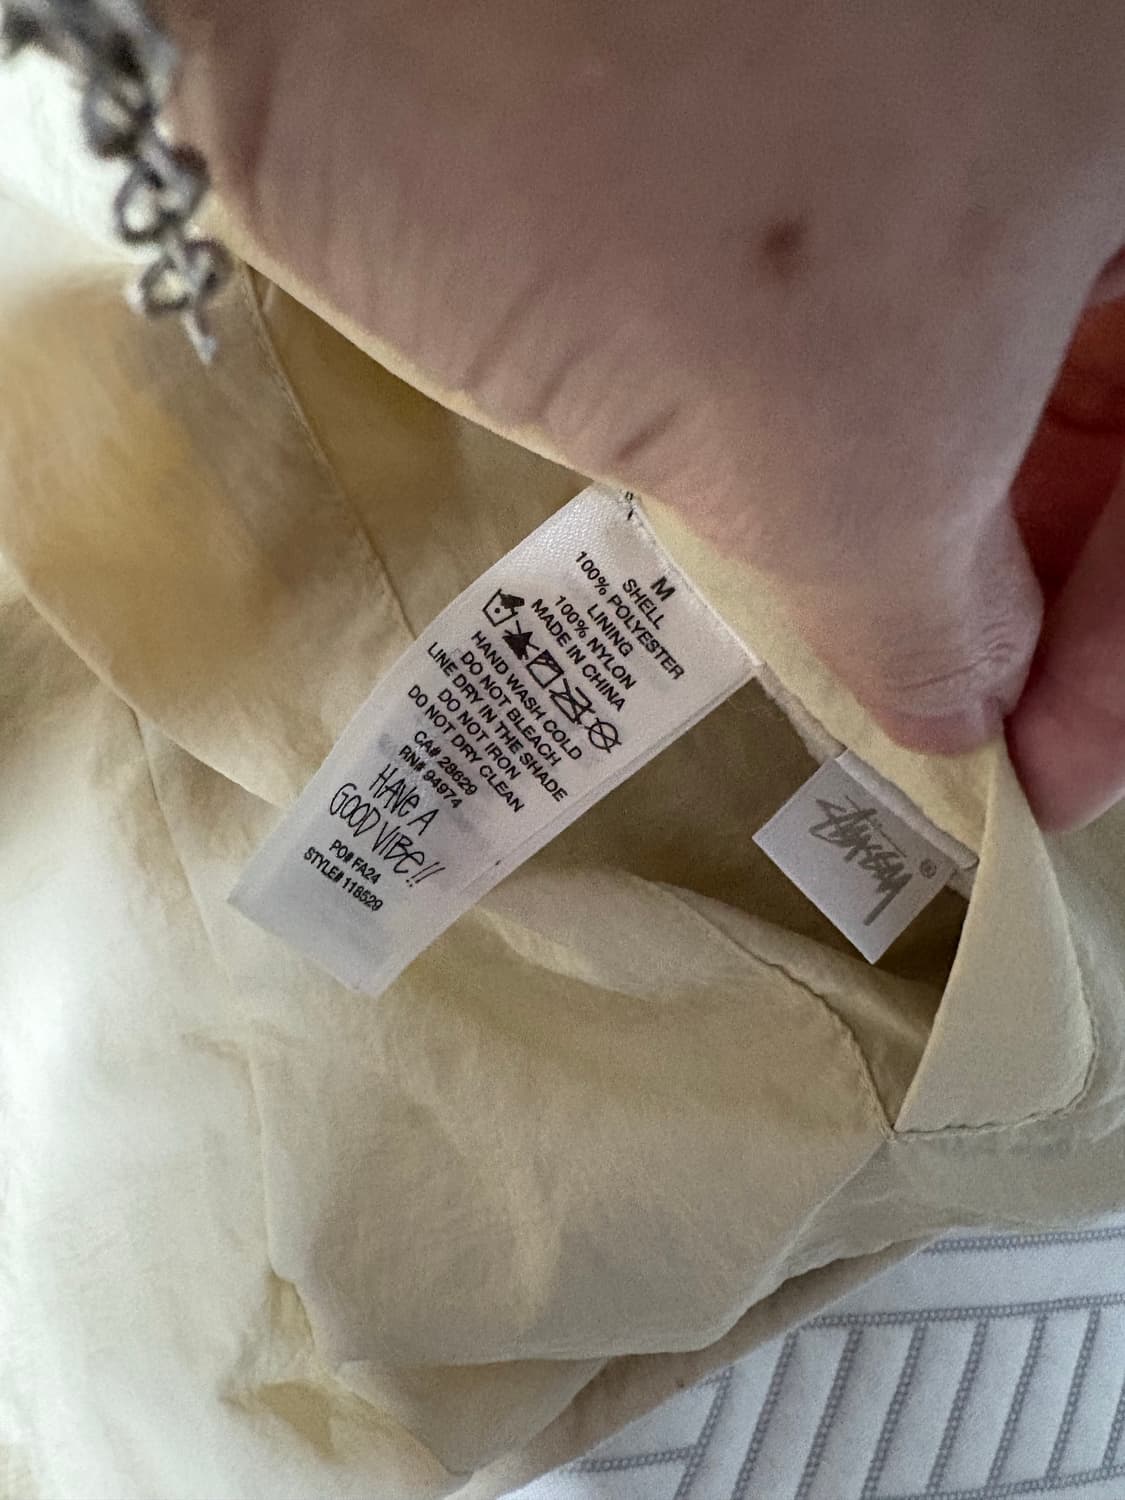 M
SHELL
100% POLYESTER
LINING
100% NYLON
MADE IN CHINA
HAND WASH COLD
DO NOT BLEACH
LINE DRY IN THE SHADE
DO NOT IRON
DO NOT DRY CLEAN
CA# 28629
RN# 94974
HAVE A
GOOD VIBE!!
PO# FA24
STYLE# 118529
STÜSSY ®